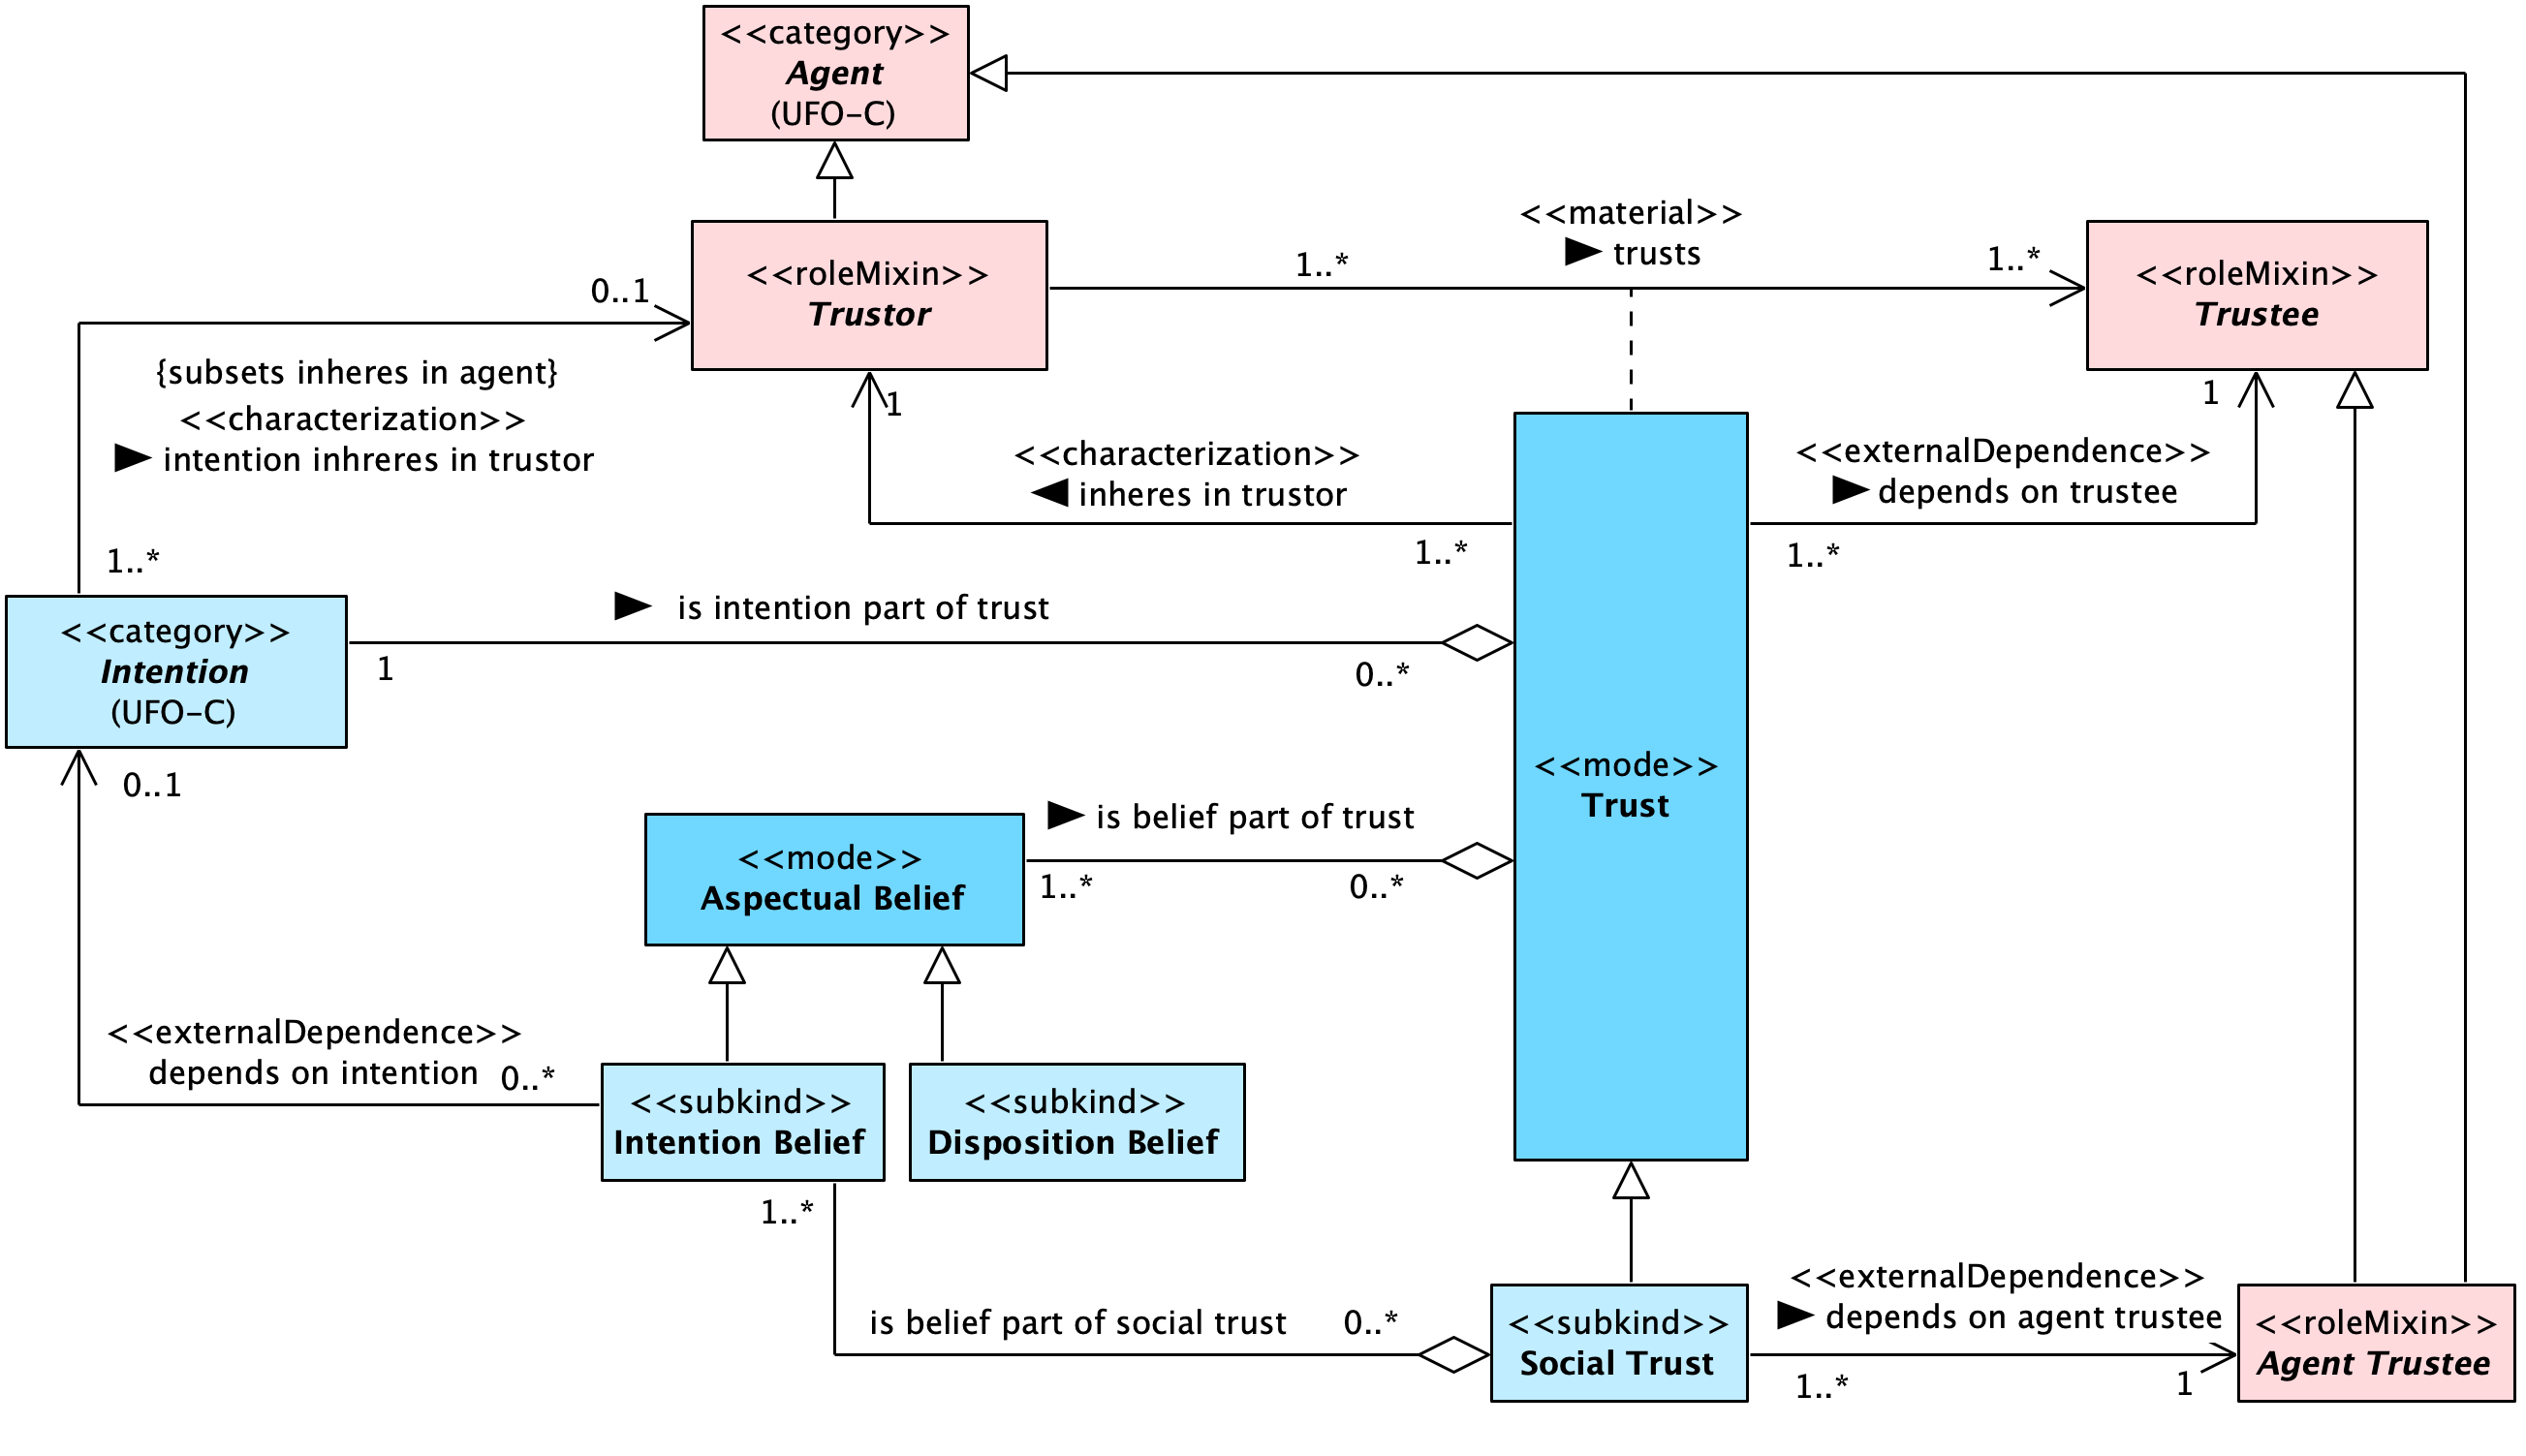 <<category>>
Agent
(UFO-C)
<<material>>
trusts
<<roleMixin>>
Trustor
1..*
1..*
<<roleMixin>>
Trustee
0..1
{subsets inheres in agent}
<<characterization>>
intention inhreres in trustor
1
<<characterization>>
inheres in trustor
1..*
1
<<externalDependence>>
depends on trustee
1..*
1..*
<<category>>
Intention
(UFO-C)
is intention part of trust
1
0..*
<<mode>>
Trust
0..1
<<mode>>
Aspectual Belief
is belief part of trust
1..*
0..*
<<externalDependence>>
depends on intention
0..*
<<subkind>>
Intention Belief
<<subkind>>
Disposition Belief
1..*
is belief part of social trust
0..*
<<subkind>>
Social Trust
<<externalDependence>>
depends on agent trustee
1..*
1
<<roleMixin>>
Agent Trustee